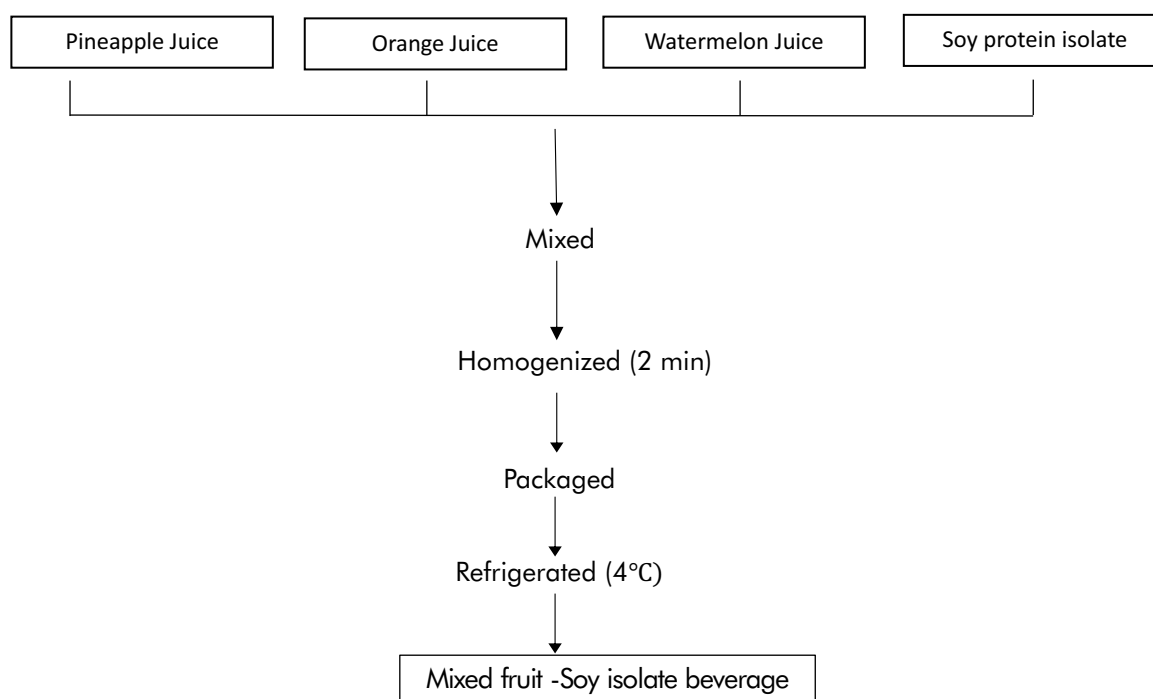 Pineapple Juice
Orange Juice
Watermelon Juice
Soy protein isolate
Mixed
Homogenized (2 min)
Packaged
Refrigerated (4°C)
Mixed fruit -Soy isolate beverage